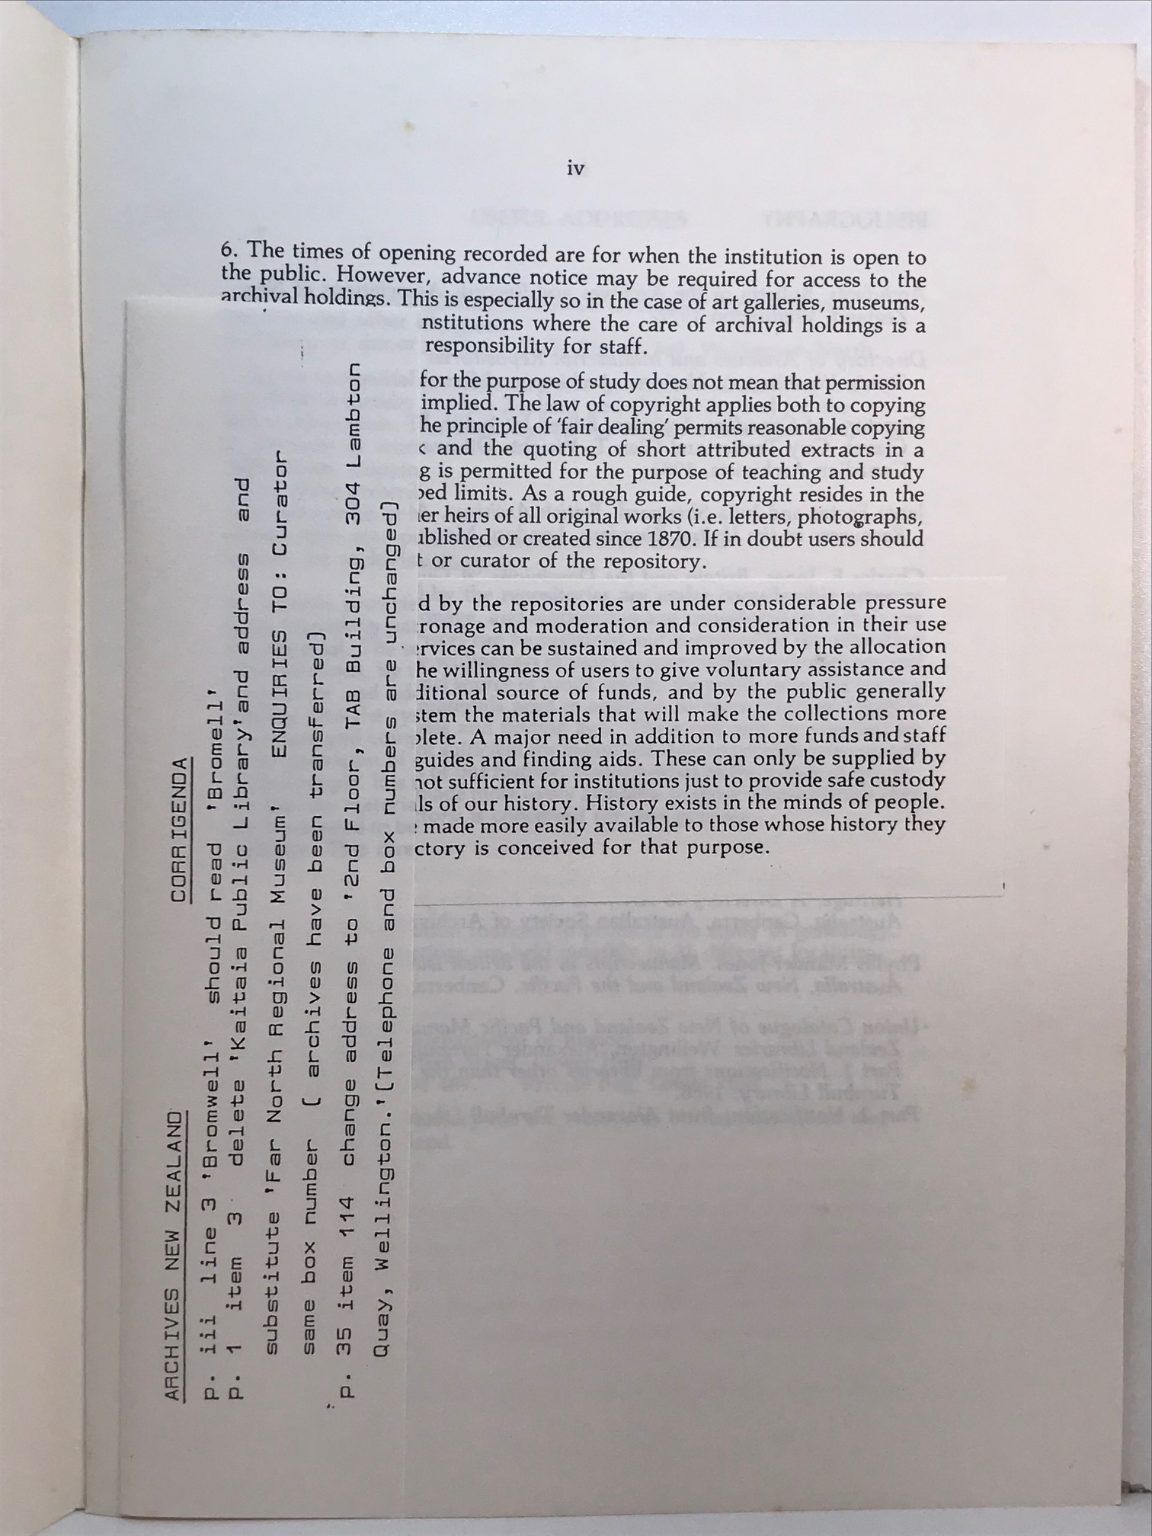 iv
6. The times of opening recorded are for when the institution is open to
the public. However, advance notice may be required for access to the
archival holdings. This is especially so in the case of art galleries, museums,
nstitutions where the care of archival holdings is a
responsibility for staff.
for the purpose of study does not mean that permission
implied. The law of copyright applies both to copying
he principle of ‘fair dealing’ permits reasonable copying
and the quoting of short attributed extracts in a
g is permitted for the purpose of teaching and study
bed limits. As a rough guide, copyright resides in the
er heirs of all original works (i.e. letters, photographs,
ublished or created since 1870. If in doubt users should
t or curator of the repository.
d by the repositories are under considerable pressure
ronage and moderation and consideration in their use
ervices can be sustained and improved by the allocation
he willingness of users to give voluntary assistance and
ditional source of funds, and by the public generally
stem the materials that will make the collections more
plete. A major need in addition to more funds and staff
guides and finding aids. These can only be supplied by
not sufficient for institutions just to provide safe custody
ls of our history. History exists in the minds of people.
made more easily available to those whose history they
ctory is conceived for that purpose.
ARCHIVES NEW ZEALAND CORRIGENDA
p. iii line 3 'Bromwell' should read 'Bromell'
p. 1 item 3 delete 'Kaitaia Public Library'and address and
substitute 'Far North Regional Museum' ENQUIRIES TO: Curator
same box number ( archives have been transferred)
p. 35 item 114 change address to '2nd Floor, TAB Building, 304 Lambton
Quay, Wellington.'(Telephone and box numbers are unchanged)